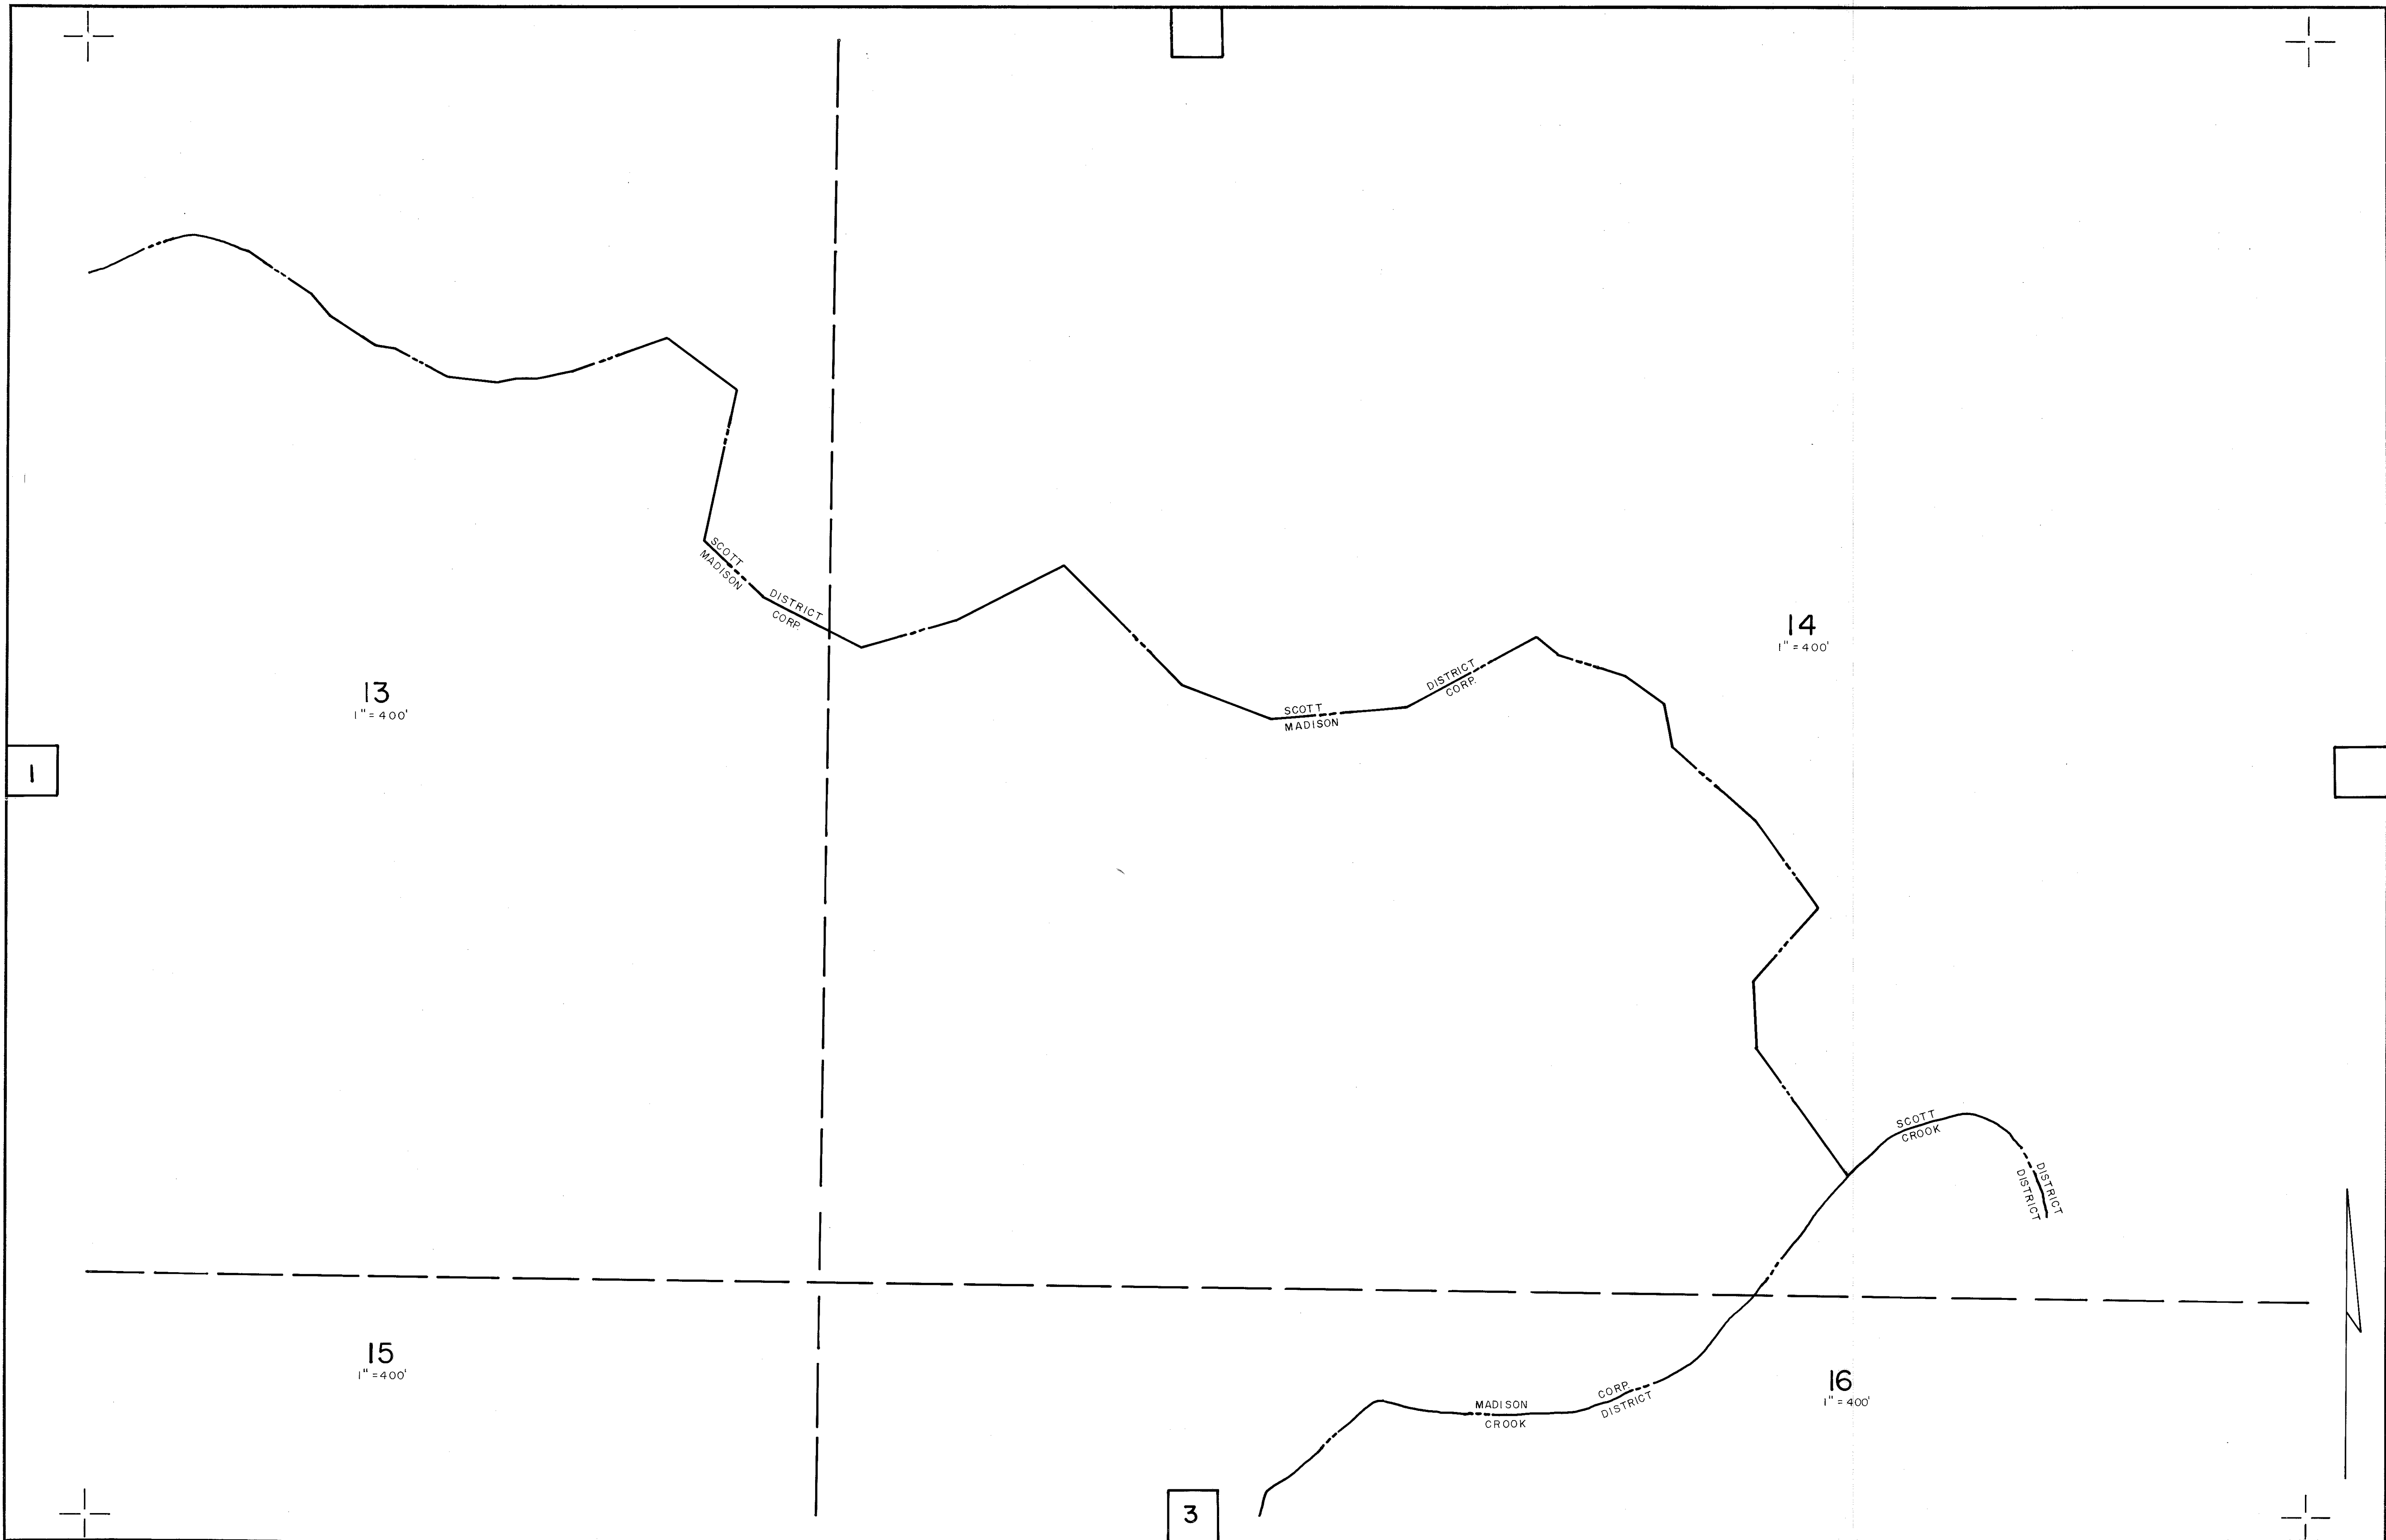 SCOTT
MADISON
DISTRICT
CORP.
14
1" = 400'
DISTRICT
CORP.
13
1" = 400'
SCOTT
MADISON
1
SCOTT
CROOK
DISTRICT
DISTRICT
15
1" = 400'
16
1" = 400'
CORP.
DISTRICT
MADISON
CROOK
3